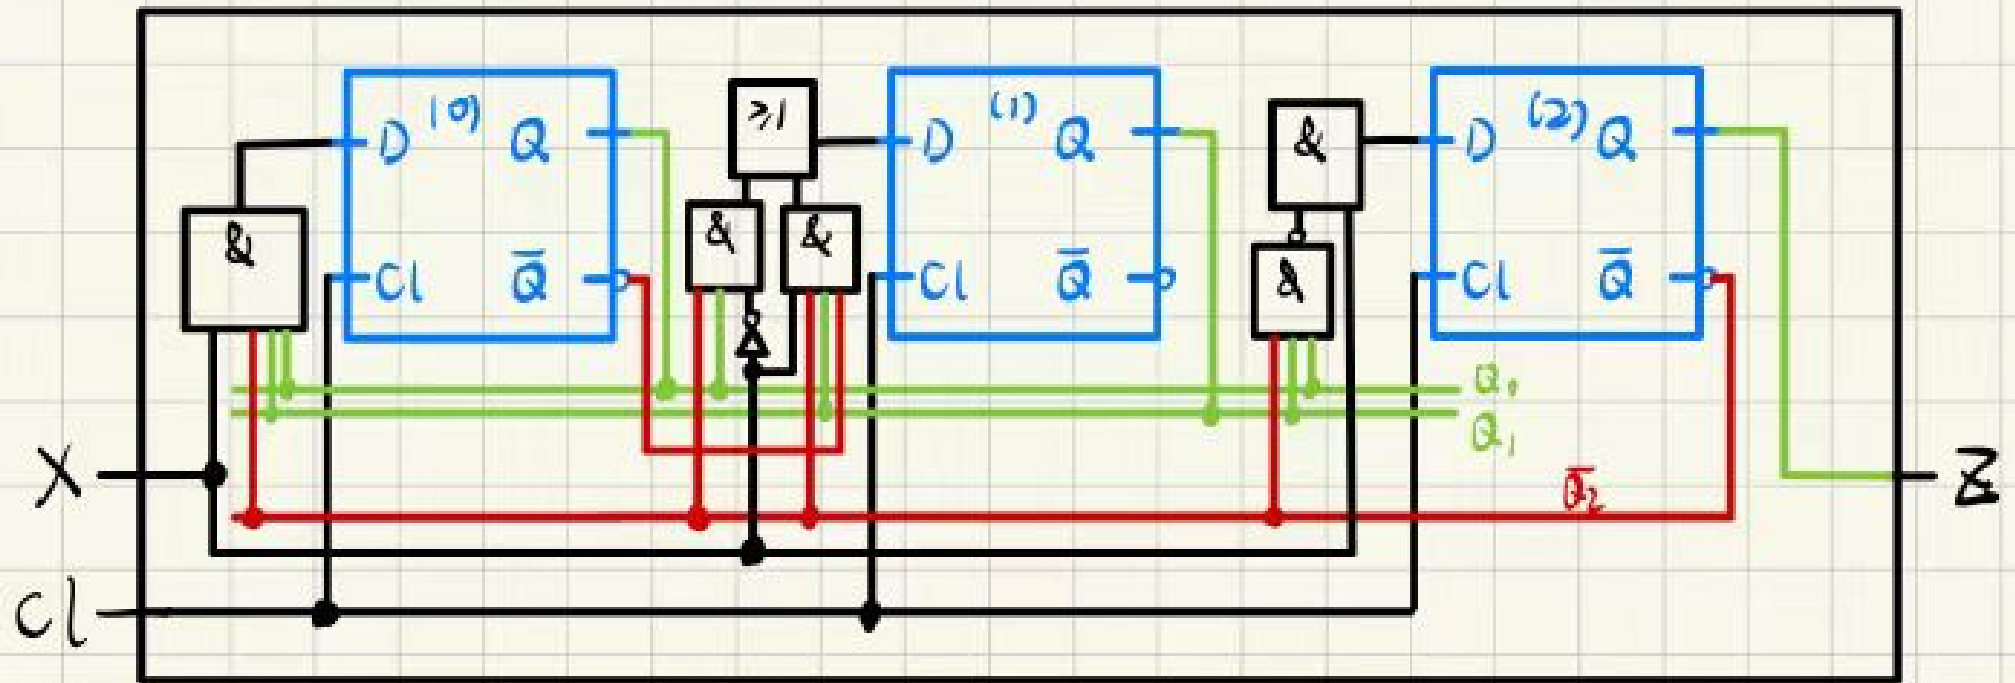 (0) (1) (2)
≥1
D Q D Q & D Q
& & & &
Cl Q̅ Cl Q̅ Cl Q̅
Q₀
Q₁
X Z
Q̅₂
Cl